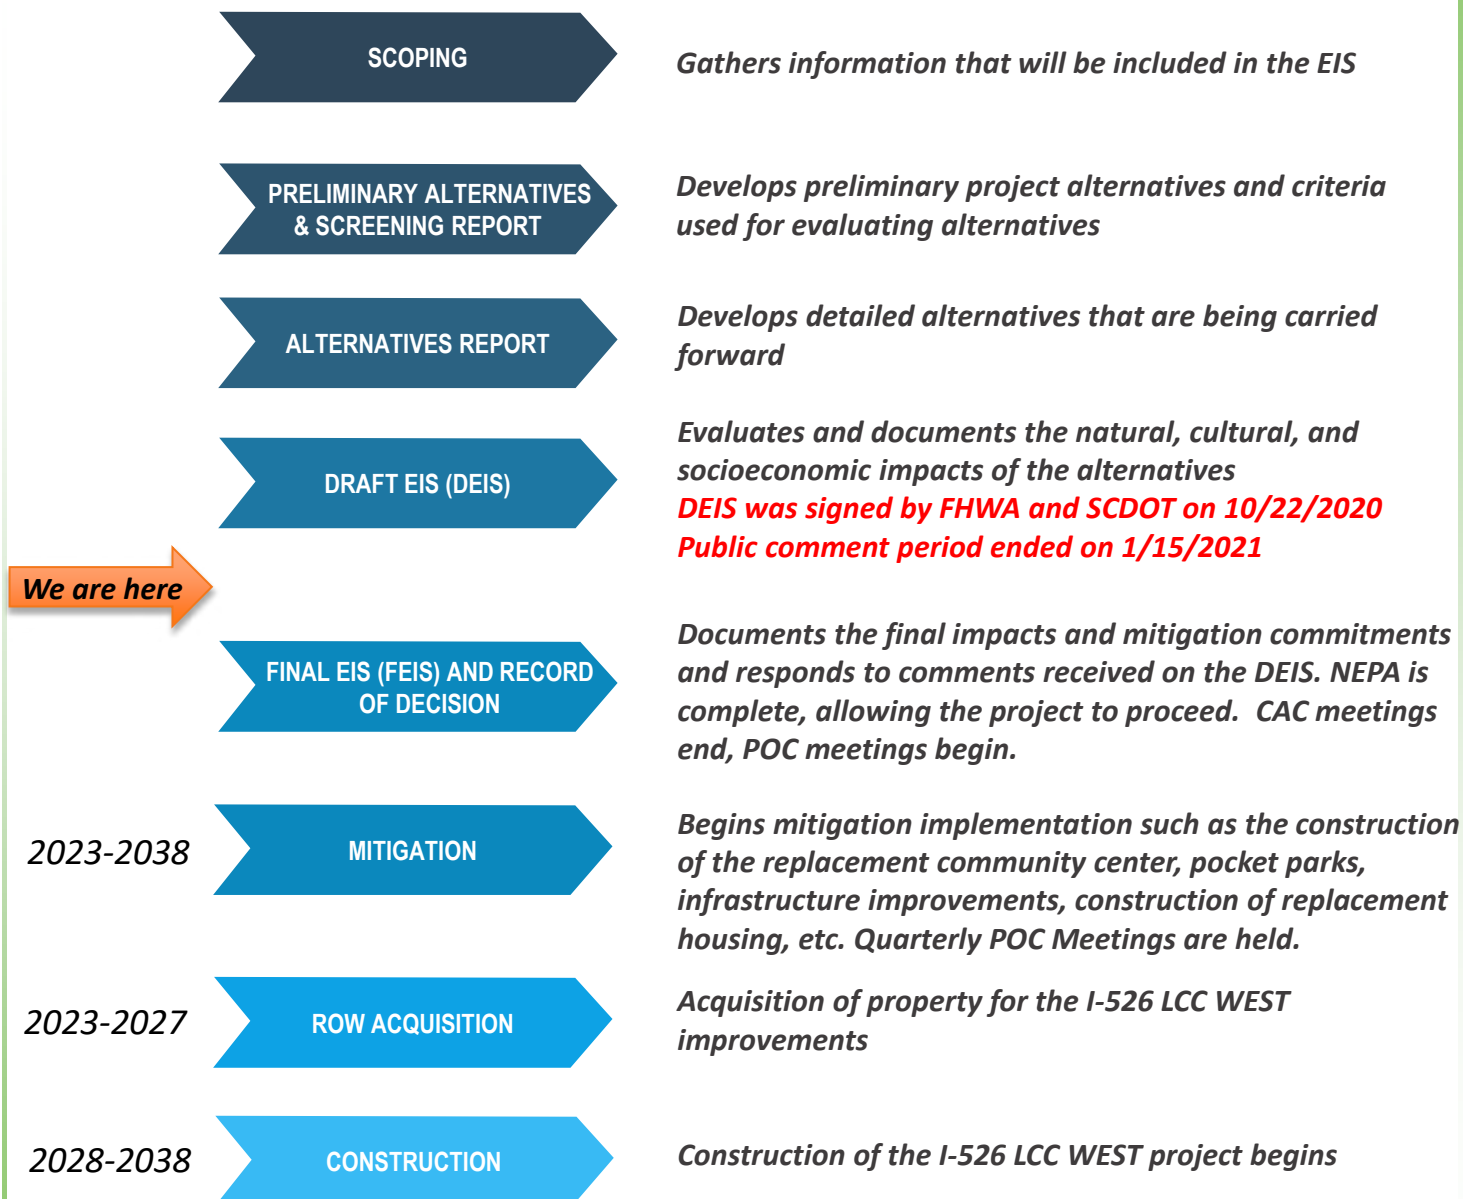 SCOPING
Gathers information that will be included in the EIS
PRELIMINARY ALTERNATIVES
& SCREENING REPORT
Develops preliminary project alternatives and criteria
used for evaluating alternatives
ALTERNATIVES REPORT
Develops detailed alternatives that are being carried
forward
DRAFT EIS (DEIS)
Evaluates and documents the natural, cultural, and
socioeconomic impacts of the alternatives
DEIS was signed by FHWA and SCDOT on 10/22/2020
Public comment period ended on 1/15/2021
We are here
FINAL EIS (FEIS) AND RECORD
OF DECISION
Documents the final impacts and mitigation commitments
and responds to comments received on the DEIS. NEPA is
complete, allowing the project to proceed.  CAC meetings
end, POC meetings begin.
2023-2038
MITIGATION
Begins mitigation implementation such as the construction
of the replacement community center, pocket parks,
infrastructure improvements, construction of replacement
housing, etc. Quarterly POC Meetings are held.
2023-2027
ROW ACQUISITION
Acquisition of property for the I-526 LCC WEST
improvements
2028-2038
CONSTRUCTION
Construction of the I-526 LCC WEST project begins